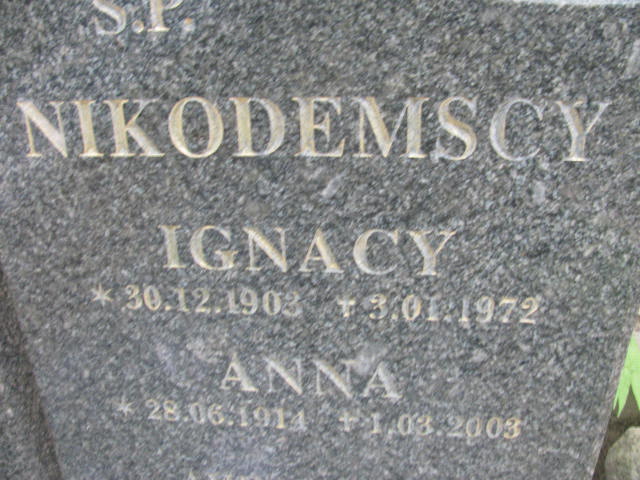 Ś.P.
NIKODEMSCY
IGNACY
* 30.12.1903 ✝ 3.01.1972
ANNA
* 28.06.1914 ✝ 1.03.2003